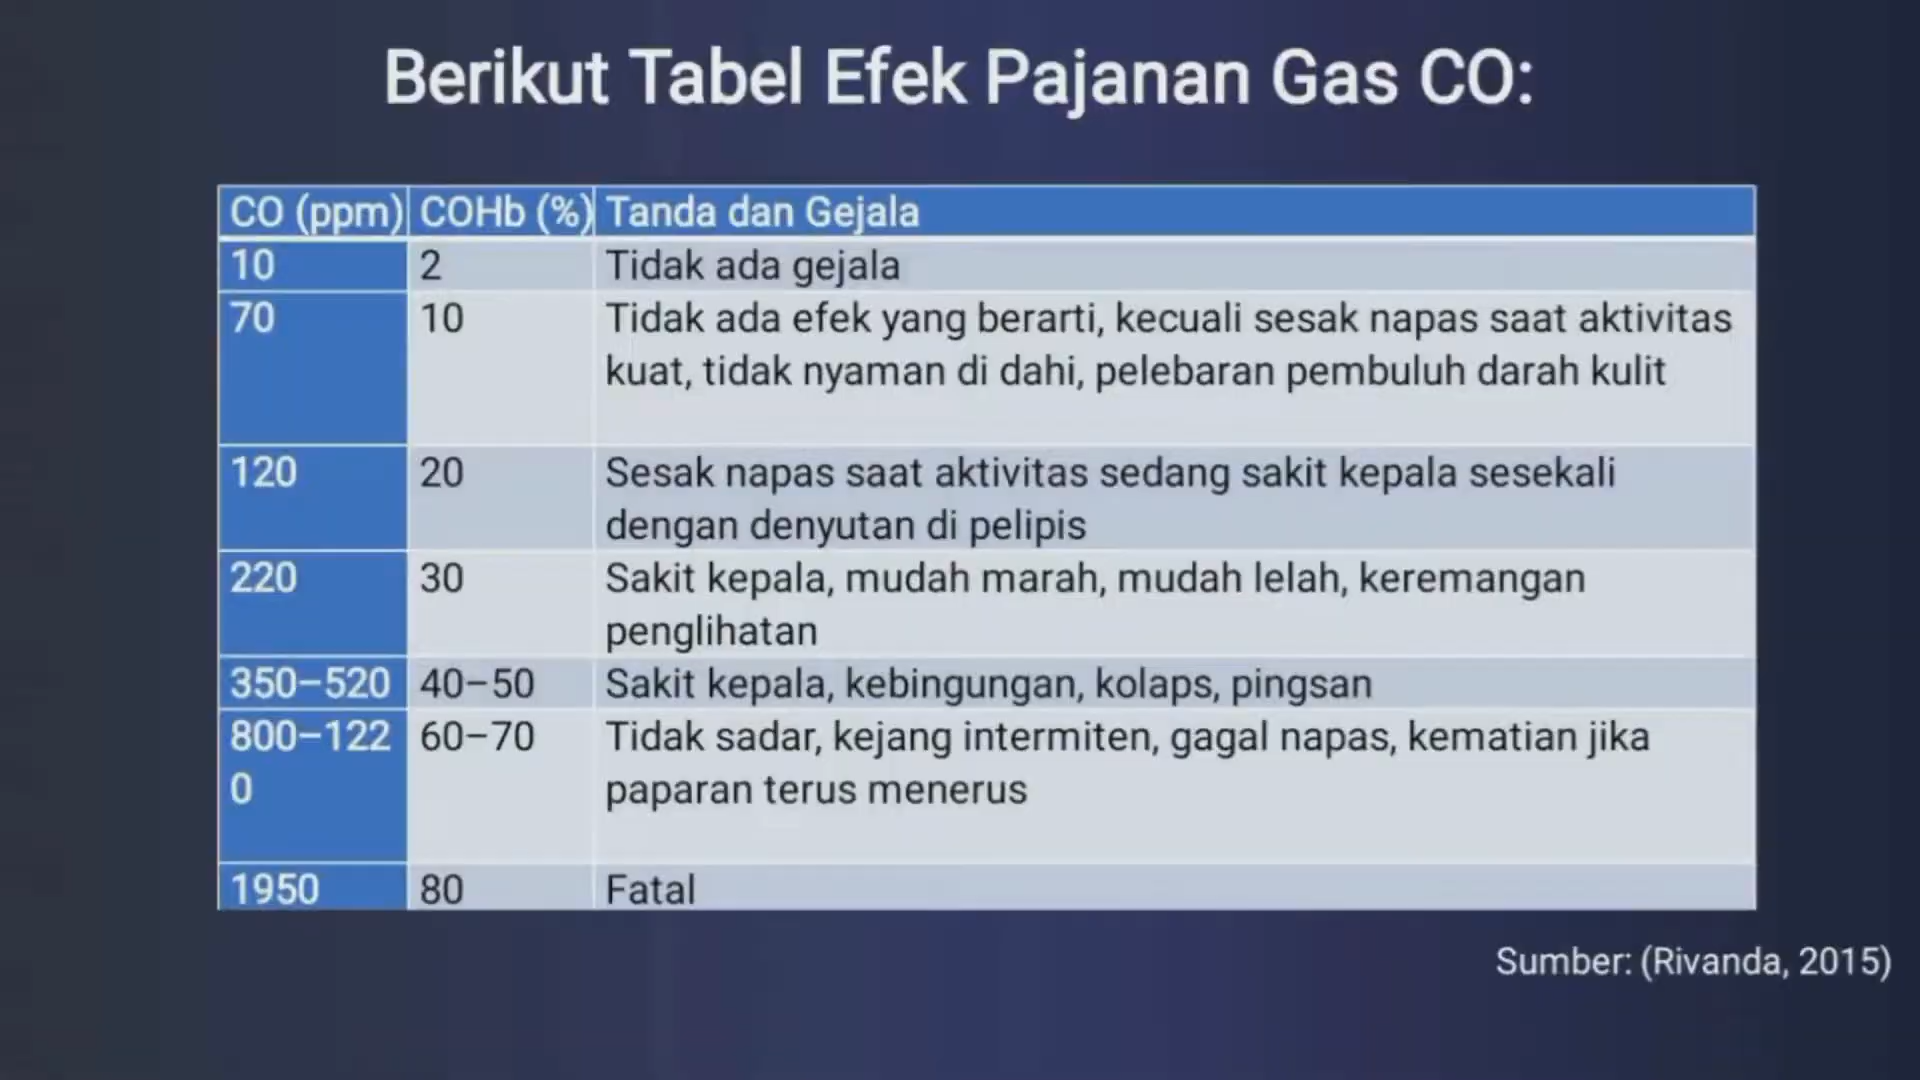 Berikut Tabel Efek Pajanan Gas CO:
CO (ppm) COHb (%) Tanda dan Gejala
10 2 Tidak ada gejala
70 10 Tidak ada efek yang berarti, kecuali sesak napas saat aktivitas
kuat, tidak nyaman di dahi, pelebaran pembuluh darah kulit
120 20 Sesak napas saat aktivitas sedang sakit kepala sesekali
dengan denyutan di pelipis
220 30 Sakit kepala, mudah marah, mudah lelah, keremangan
penglihatan
350–520 40–50 Sakit kepala, kebingungan, kolaps, pingsan
800–122 60–70 Tidak sadar, kejang intermiten, gagal napas, kematian jika
0 paparan terus menerus
1950 80 Fatal
Sumber: (Rivanda, 2015)